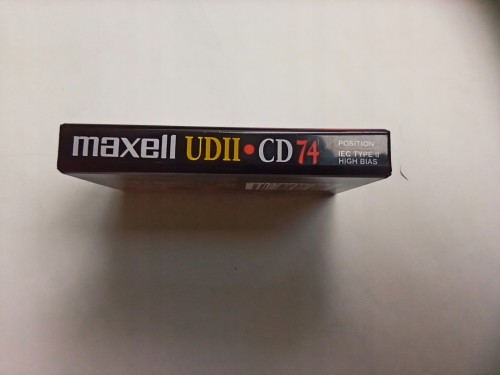 maxell UDII • CD 74
POSITION
IEC TYPE II
HIGH BIAS